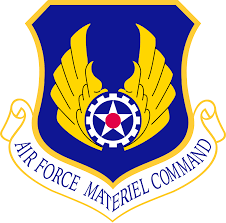 AIR FORCE MATERIEL COMMAND